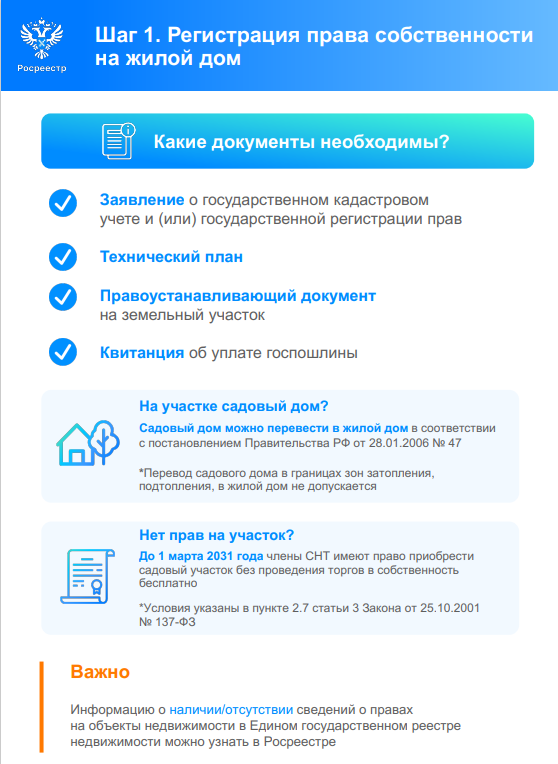 Росреестр
Шаг 1. Регистрация права собственности
на жилой дом
Какие документы необходимы?
Заявление о государственном кадастровом
учете и (или) государственной регистрации прав
Технический план
Правоустанавливающий документ
на земельный участок
Квитанция об уплате госпошлины
На участке садовый дом?
Садовый дом можно перевести в жилой дом в соответствии
с постановлением Правительства РФ от 28.01.2006 № 47
*Перевод садового дома в границах зон затопления,
подтопления, в жилой дом не допускается
Нет прав на участок?
До 1 марта 2031 года члены СНТ имеют право приобрести
садовый участок без проведения торгов в собственность
бесплатно
*Условия указаны в пункте 2.7 статьи 3 Закона от 25.10.2001
№ 137-ФЗ
Важно
Информацию о наличии/отсутствии сведений о правах
на объекты недвижимости в Едином государственном реестре
недвижимости можно узнать в Росреестре